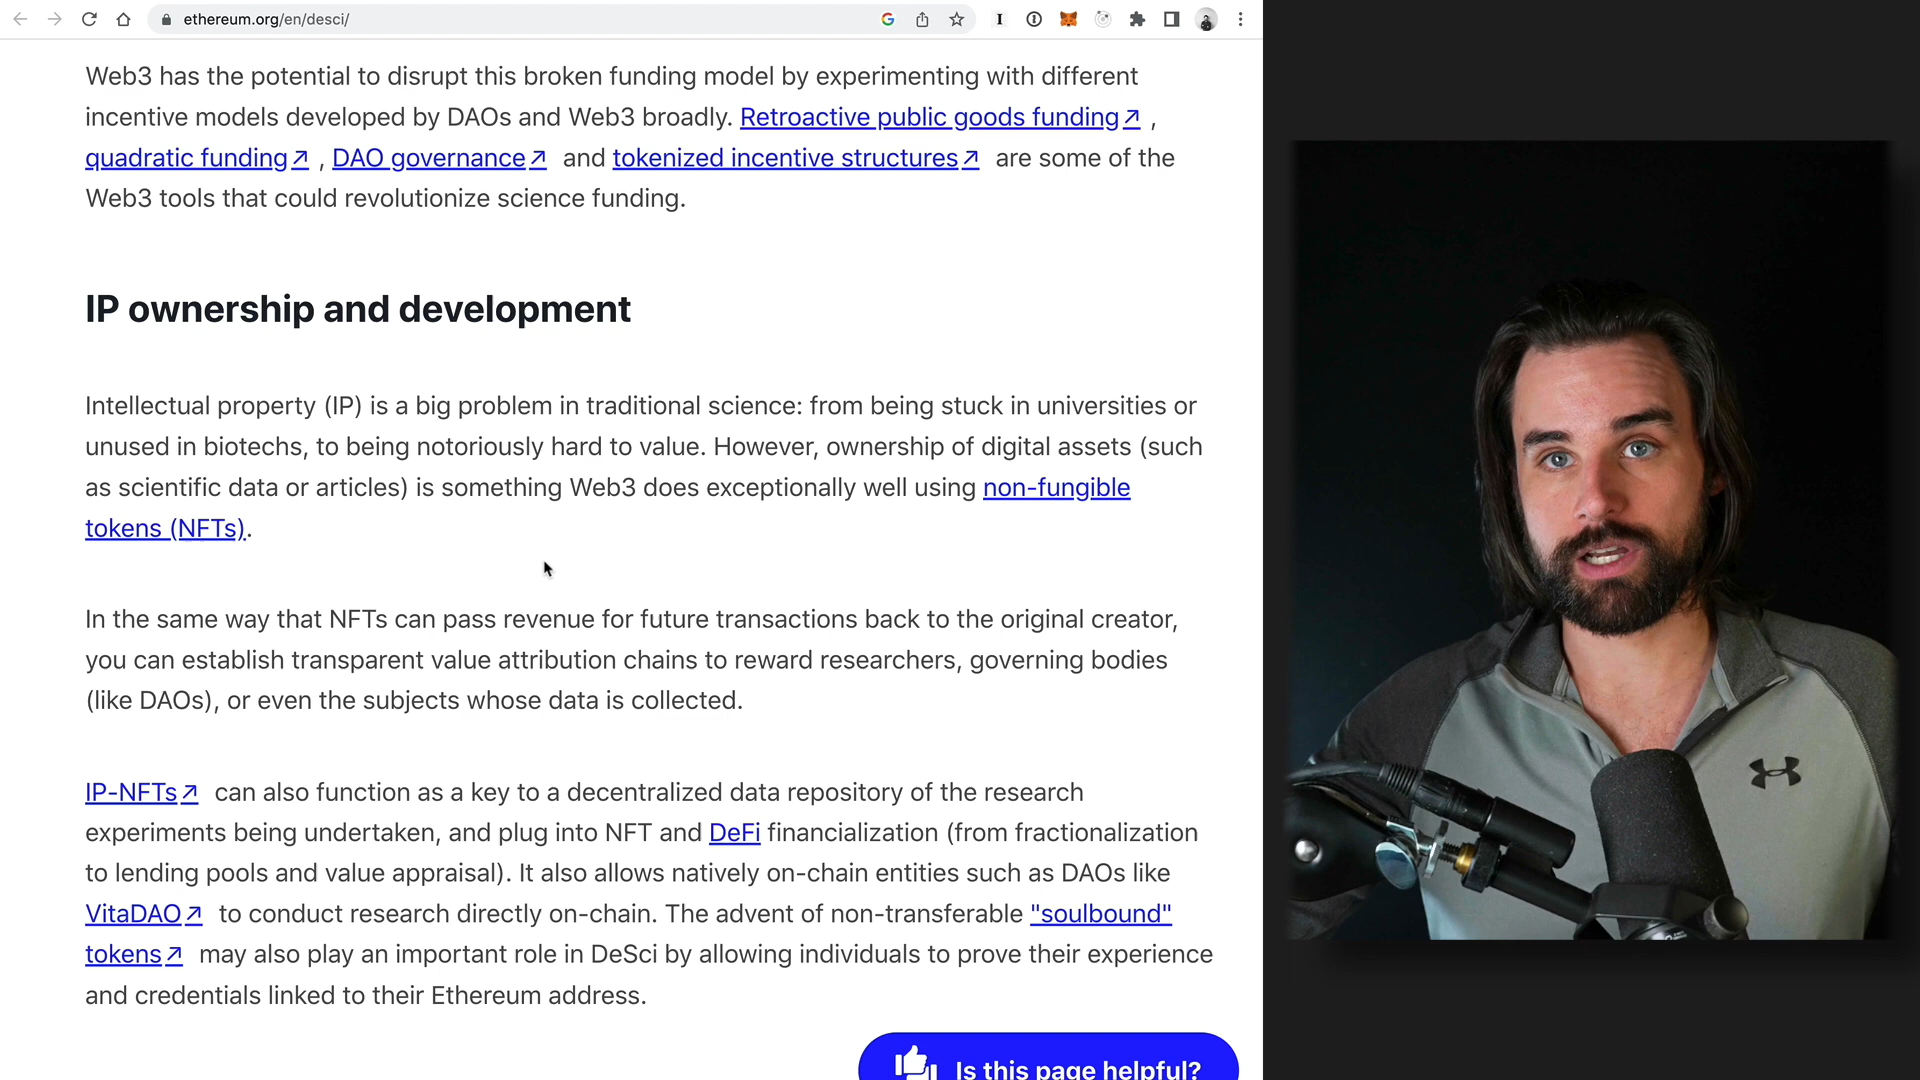 ethereum.org/en/desci/
Web3 has the potential to disrupt this broken funding model by experimenting with different
incentive models developed by DAOs and Web3 broadly. Retroactive public goods funding ,
quadratic funding , DAO governance and tokenized incentive structures are some of the
Web3 tools that could revolutionize science funding.
IP ownership and development
Intellectual property (IP) is a big problem in traditional science: from being stuck in universities or
unused in biotechs, to being notoriously hard to value. However, ownership of digital assets (such
as scientific data or articles) is something Web3 does exceptionally well using non-fungible
tokens (NFTs).
In the same way that NFTs can pass revenue for future transactions back to the original creator,
you can establish transparent value attribution chains to reward researchers, governing bodies
(like DAOs), or even the subjects whose data is collected.
IP-NFTs can also function as a key to a decentralized data repository of the research
experiments being undertaken, and plug into NFT and DeFi financialization (from fractionalization
to lending pools and value appraisal). It also allows natively on-chain entities such as DAOs like
VitaDAO to conduct research directly on-chain. The advent of non-transferable "soulbound"
tokens may also play an important role in DeSci by allowing individuals to prove their experience
and credentials linked to their Ethereum address.
Is this page helpful?